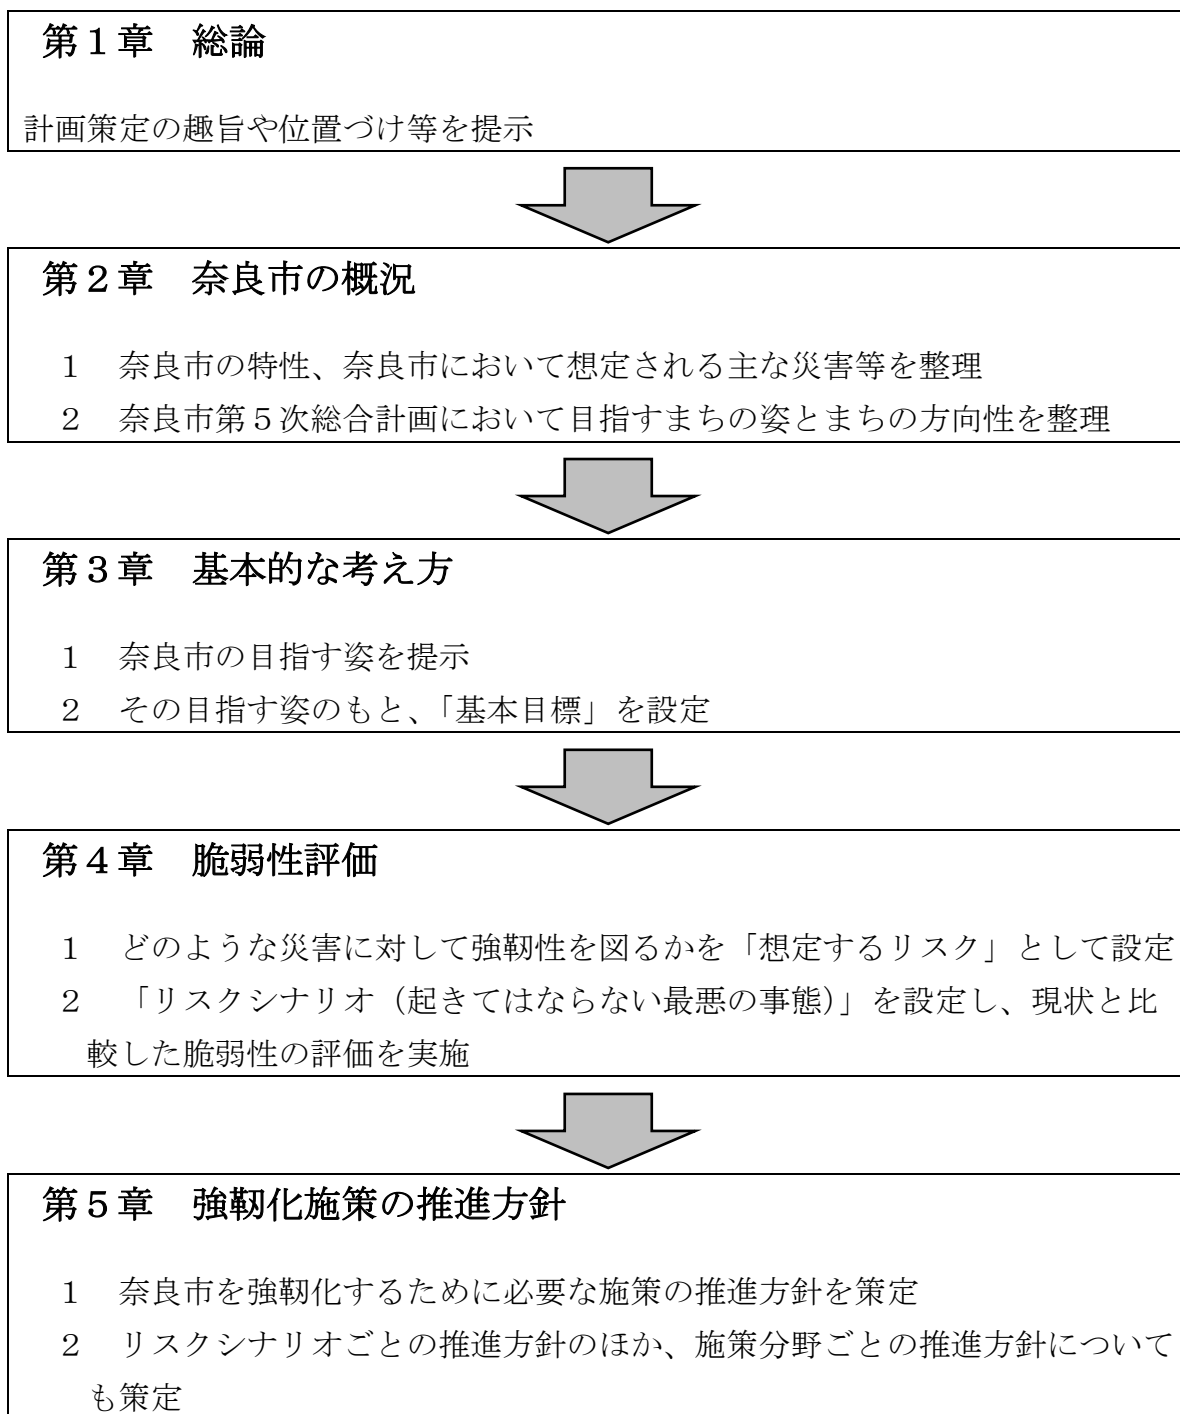 第１章　総論
計画策定の趣旨や位置づけ等を提示
第２章　奈良市の概況
１　奈良市の特性、奈良市において想定される主な災害等を整理
２　奈良市第５次総合計画において目指すまちの姿とまちの方向性を整理
第３章　基本的な考え方
１　奈良市の目指す姿を提示
２　その目指す姿のもと、「基本目標」を設定
第４章　脆弱性評価
１　どのような災害に対して強靱性を図るかを「想定するリスク」として設定
２　「リスクシナリオ（起きてはならない最悪の事態）」を設定し、現状と比
較した脆弱性の評価を実施
第５章　強靱化施策の推進方針
１　奈良市を強靱化するために必要な施策の推進方針を策定
２　リスクシナリオごとの推進方針のほか、施策分野ごとの推進方針について
も策定